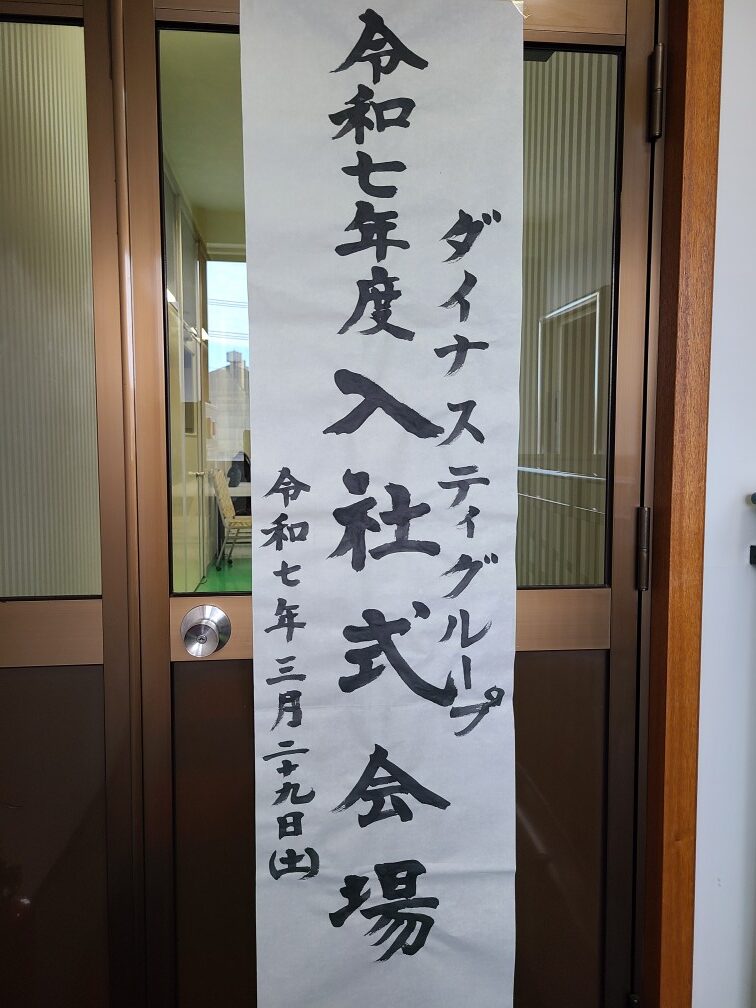 ダイナスティグループ
令和七年度 入社式会場
令和七年三月二十九日(土)